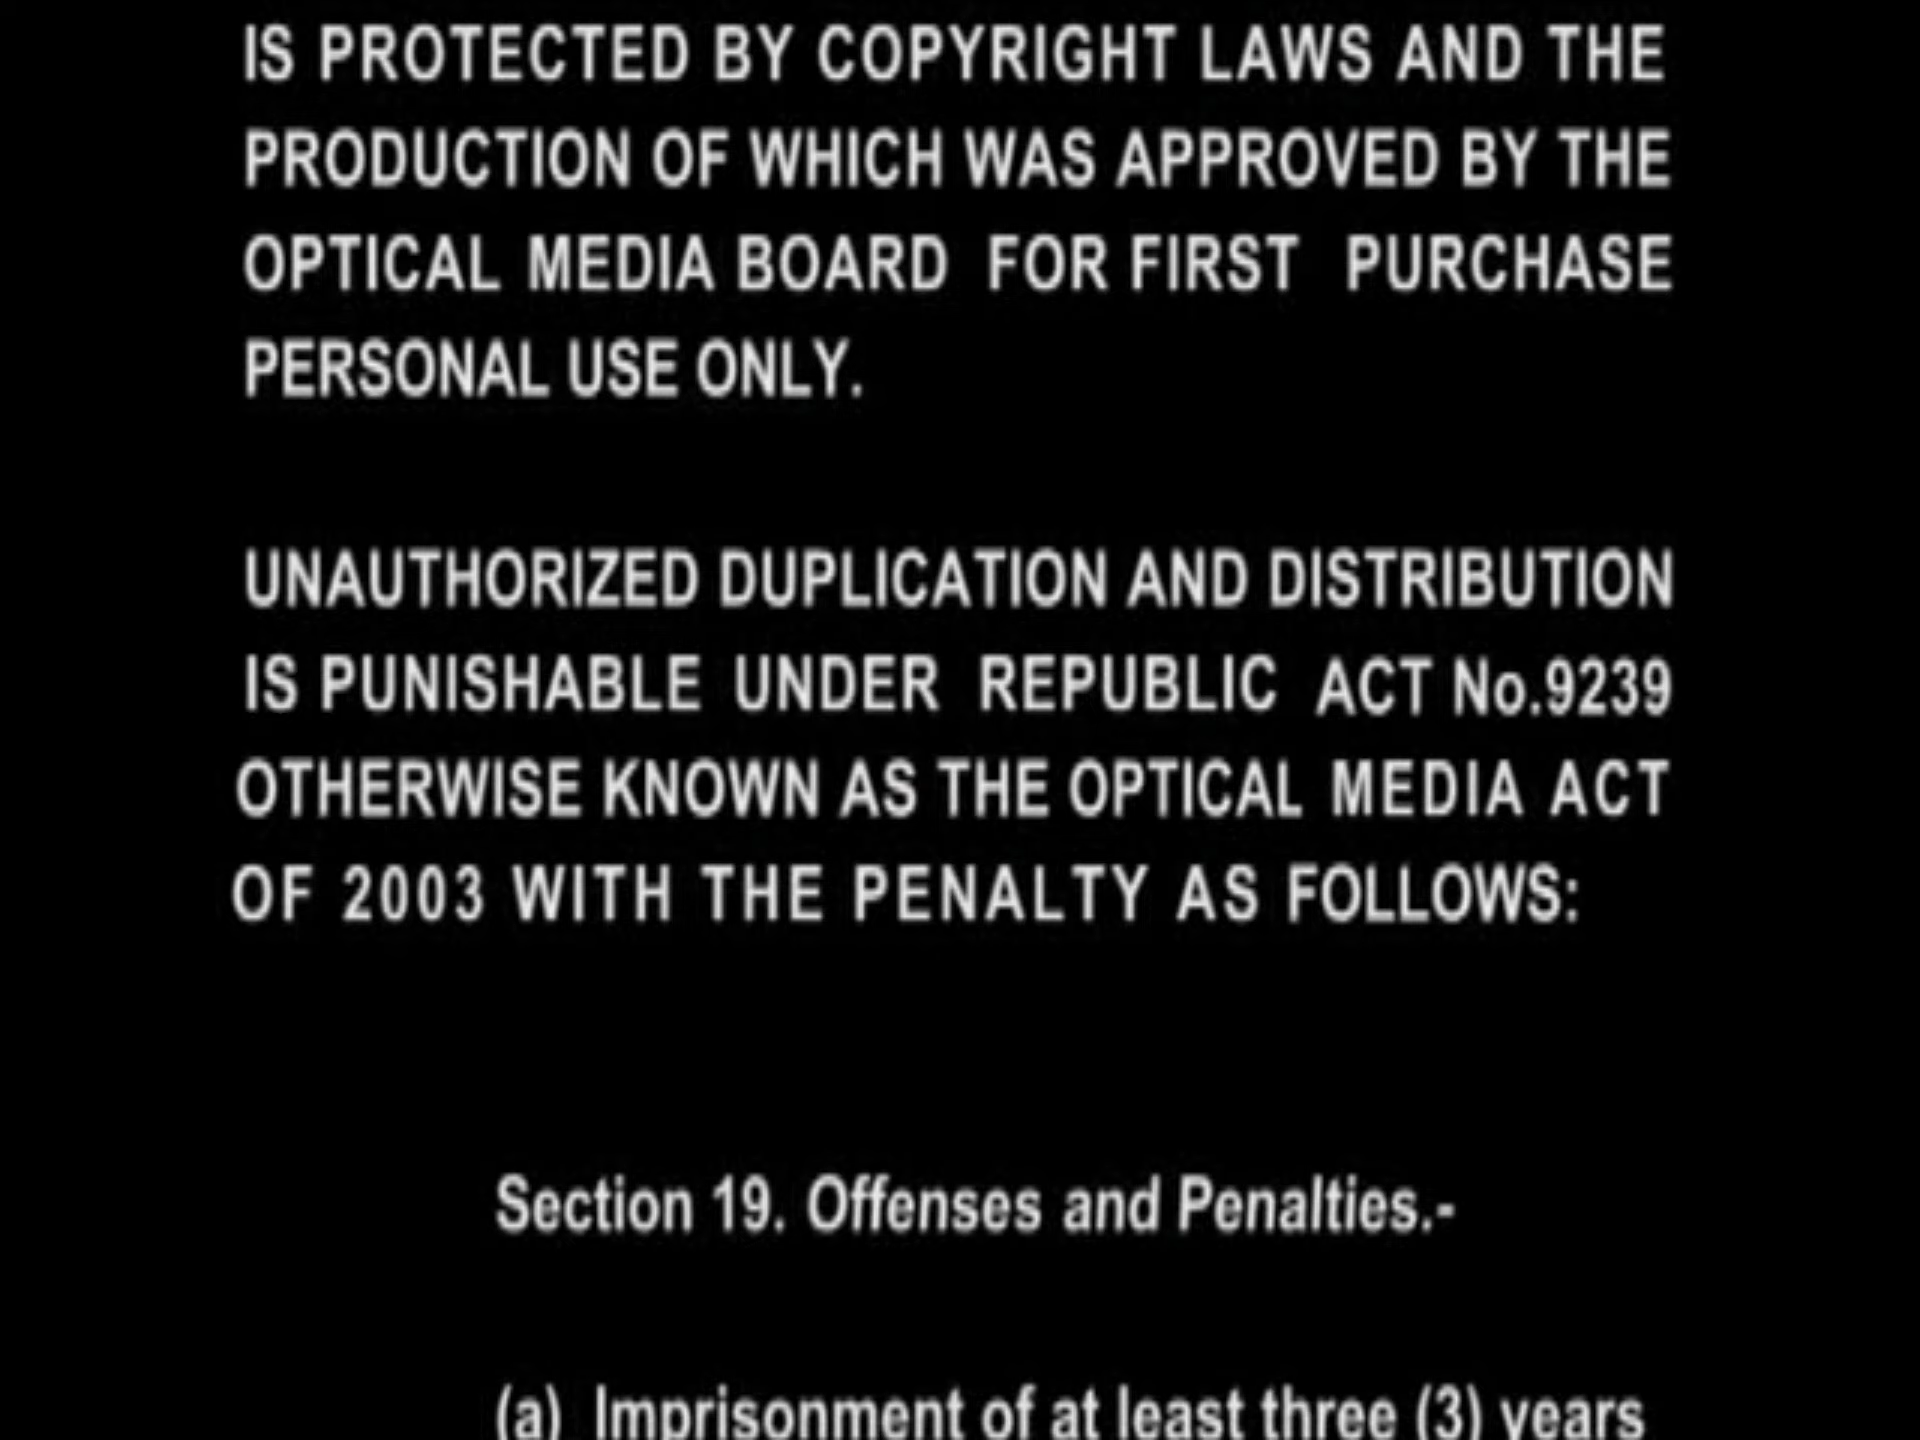 IS PROTECTED BY COPYRIGHT LAWS AND THE
PRODUCTION OF WHICH WAS APPROVED BY THE
OPTICAL MEDIA BOARD FOR FIRST PURCHASE
PERSONAL USE ONLY.
UNAUTHORIZED DUPLICATION AND DISTRIBUTION
IS PUNISHABLE UNDER REPUBLIC ACT No.9239
OTHERWISE KNOWN AS THE OPTICAL MEDIA ACT
OF 2003 WITH THE PENALTY AS FOLLOWS:
Section 19. Offenses and Penalties.-
(a) Imprisonment of at least three (3) years